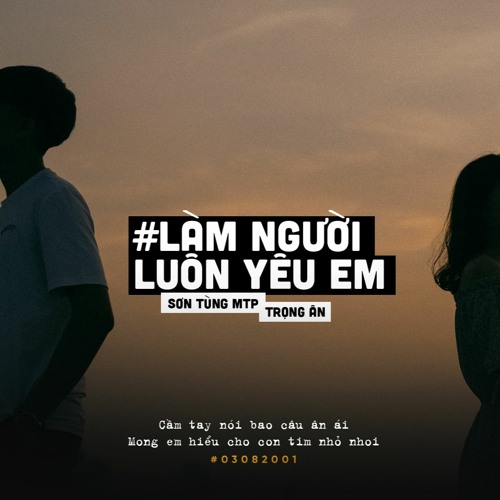 #LÀM NGƯỜI
LUÔN YÊU EM
SƠN TÙNG MTP
TRỌNG ÂN
Cầm tay nói bao câu ân ái
Mong em hiểu cho con tim nhỏ nhoi
#03082001